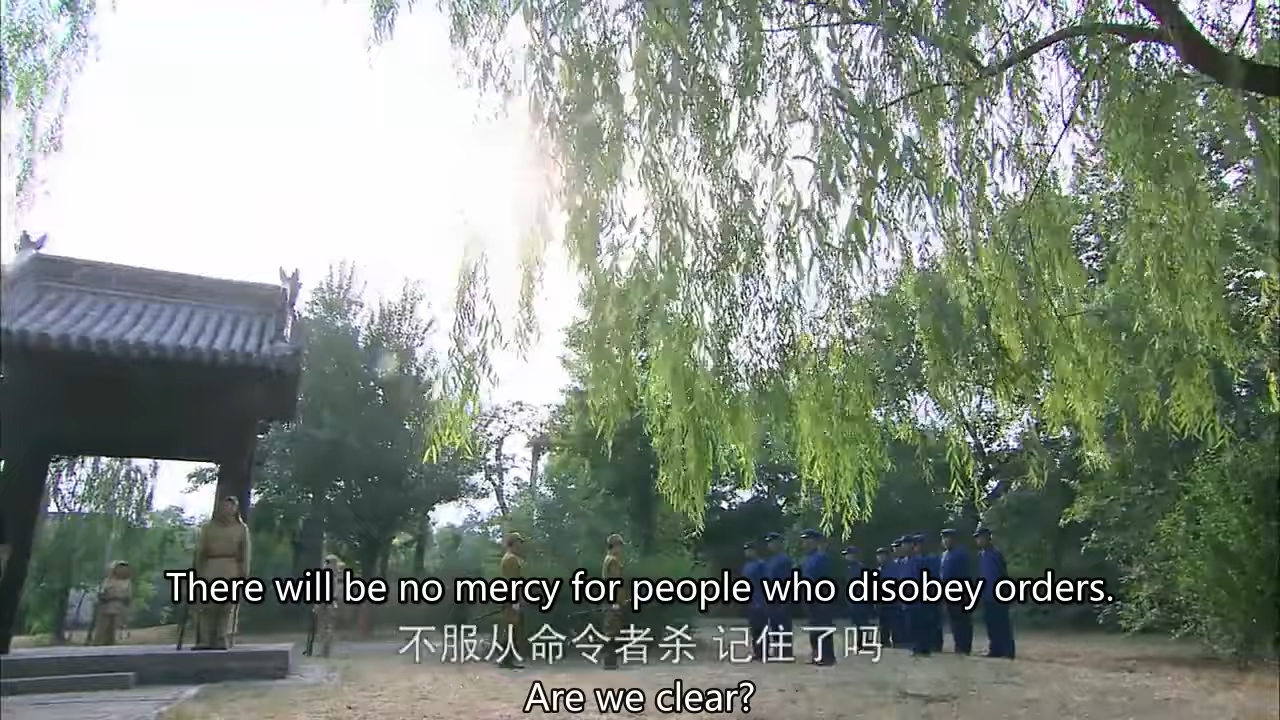 There will be no mercy for people who disobey orders.
不服从命令者杀 记住了吗
Are we clear?